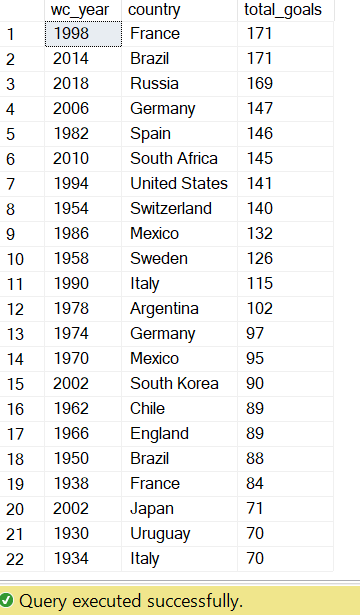 wc_year country total_goals
1 1998 France 171
2 2014 Brazil 171
3 2018 Russia 169
4 2006 Germany 147
5 1982 Spain 146
6 2010 South Africa 145
7 1994 United States 141
8 1954 Switzerland 140
9 1986 Mexico 132
10 1958 Sweden 126
11 1990 Italy 115
12 1978 Argentina 102
13 1974 Germany 97
14 1970 Mexico 95
15 2002 South Korea 90
16 1962 Chile 89
17 1966 England 89
18 1950 Brazil 88
19 1938 France 84
20 2002 Japan 71
21 1930 Uruguay 70
22 1934 Italy 70
Query executed successfully.